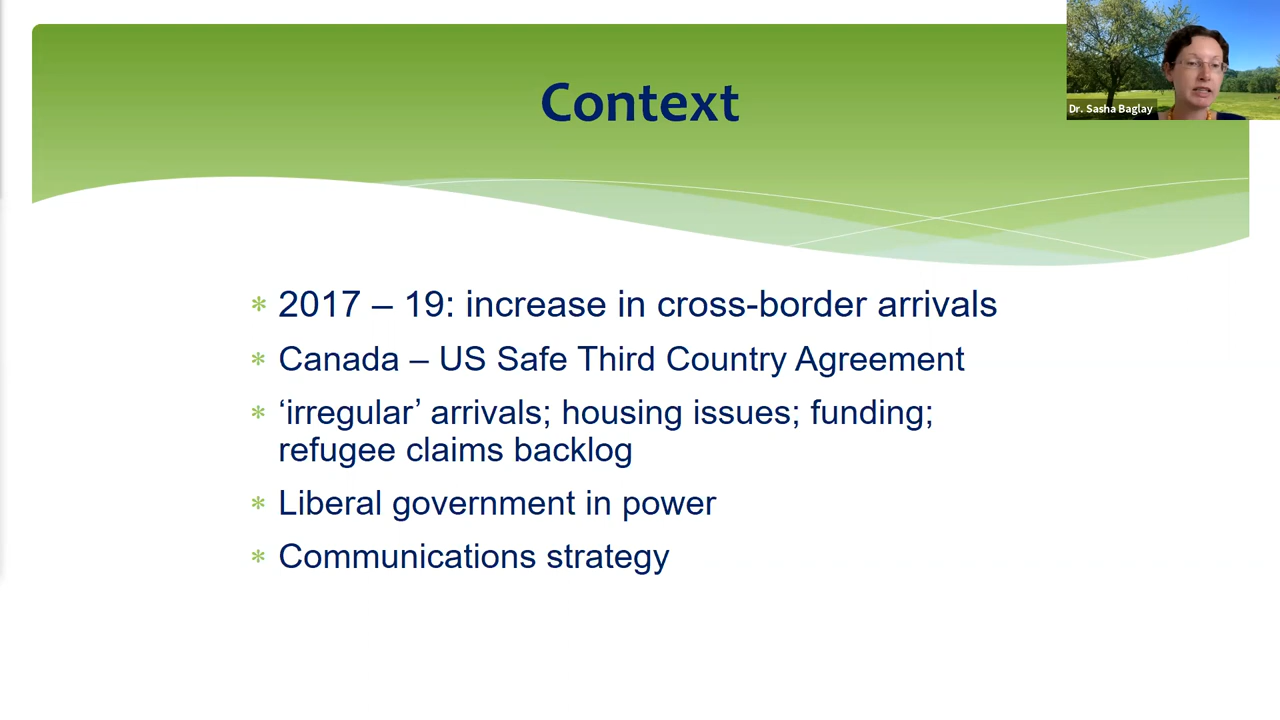 Context
Dr. Sasha Baglay
* 2017 – 19: increase in cross-border arrivals
* Canada – US Safe Third Country Agreement
* ‘irregular’ arrivals; housing issues; funding;
refugee claims backlog
* Liberal government in power
* Communications strategy